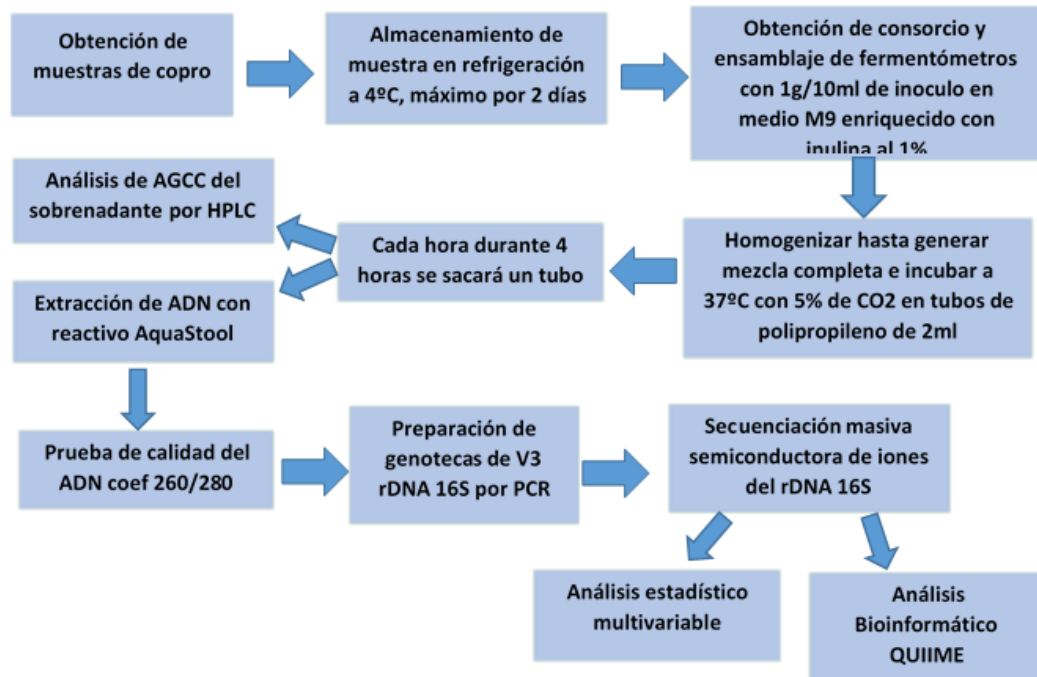 Obtención de
muestras de copro
Almacenamiento de
muestra en refrigeración
a 4ºC, máximo por 2 días
Obtención de consorcio y
ensamblaje de fermentómetros
con 1g/10ml de inoculo en
medio M9 enriquecido con
inulina al 1%
Homogenizar hasta generar
mezcla completa e incubar a
37ºC con 5% de CO2 en tubos de
polipropileno de 2ml
Cada hora durante 4
horas se sacará un tubo
Análisis de AGCC del
sobrenadante por HPLC
Extracción de ADN con
reactivo AquaStool
Prueba de calidad del
ADN coef 260/280
Preparación de
genotecas de V3
rDNA 16S por PCR
Secuenciación masiva
semiconductora de iones
del rDNA 16S
Análisis estadístico
multivariable
Análisis
Bioinformático
QUIIME